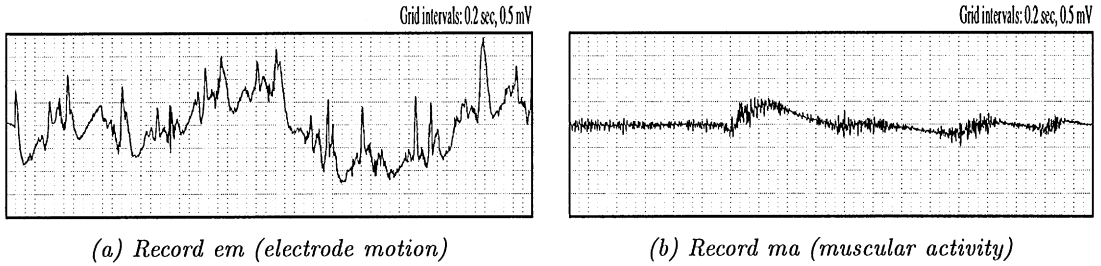 Grid intervals: 0.2 sec, 0.5 mV
Grid intervals: 0.2 sec, 0.5 mV
(a) Record em (electrode motion)
(b) Record ma (muscular activity)